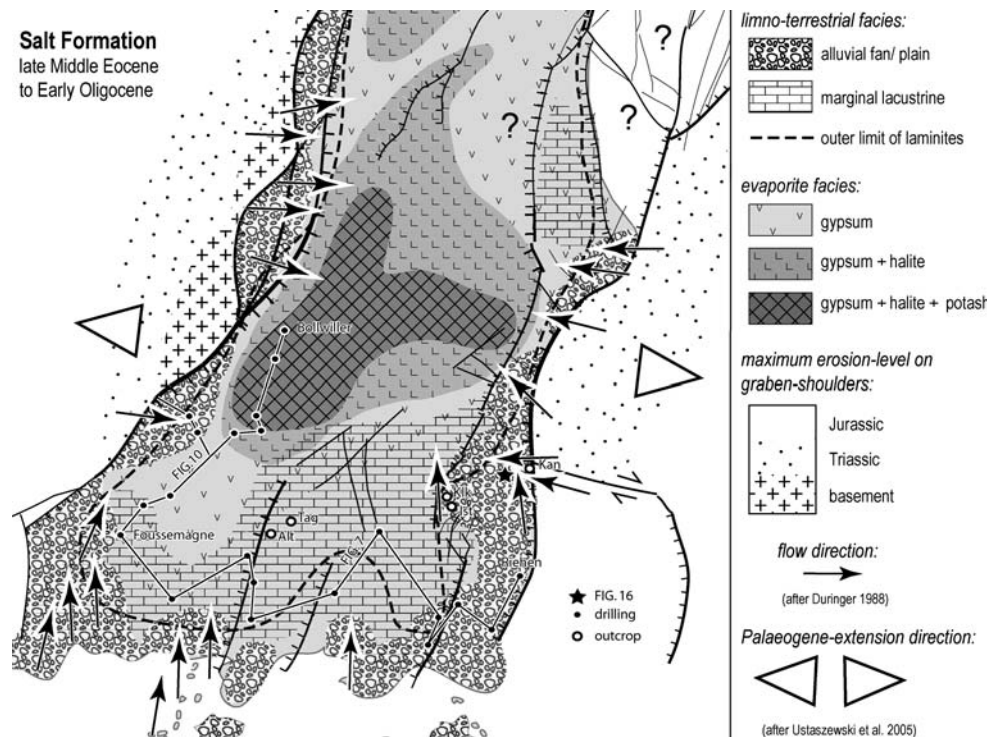 Salt Formation
late Middle Eocene
to Early Oligocene
?
?
?
Bollwiller
FIG.10
Foussemagne
Tag
Alt
FIG.7
Kan
Riehen
FIG. 16
drilling
outcrop
limno-terrestrial facies:
alluvial fan/ plain
marginal lacustrine
outer limit of laminites
evaporite facies:
gypsum
gypsum + halite
gypsum + halite + potash
maximum erosion-level on
graben-shoulders:
Jurassic
Triassic
basement
flow direction:
(after Duringer 1988)
Palaeogene-extension direction:
(after Ustaszewski et al. 2005)